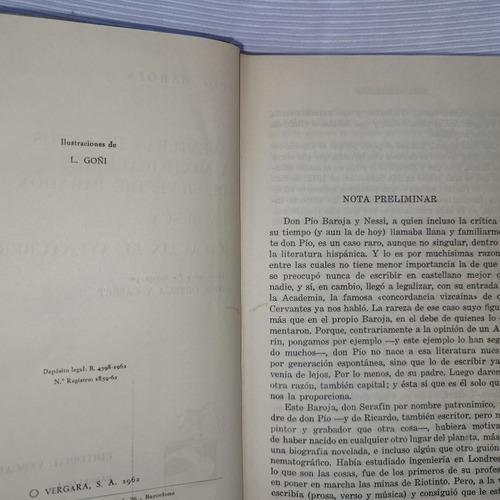 Ilustraciones de
L. GOÑI
Depósito legal: B. 4398-1962
N.º Registro: 1859-62
© VERGARA, S. A. 1962
26 - Barcelona
NOTA PRELIMINAR
Don Pío Baroja y Nessi, a quien incluso la crítica
su tiempo (y aun la de hoy) llamaba llana y familiarm
te don Pío, es un caso raro, aunque no singular, dentro
la literatura hispánica. Y lo es por muchísimas razon
entre las cuales no tiene menor importancia la de que
se preocupó nunca de escribir en castellano mejor q
nadie, y sí, en cambio, llegó a legalizar, con su entrada
la Academia, la famosa «concordancia vizcaína» de q
Cervantes ya nos habló. La rareza de ese caso suyo figu
más que en el propio Baroja, en el debe de quienes lo
mentaron. Porque, contrariamente a la opinión de un A
rín, pongamos por ejemplo —y este ejemplo lo han seg
do muchos—, don Pío no nace a esa literatura nuest
por generación espontánea, sino que lo de escribir ya
venía de lejos. Por lo menos, de su padre. Luego darem
otra razón, también capital; y ésta sí que es él solo qu
nos la proporciona.
Este Baroja, don Serafín por nombre patronímico, p
dre de don Pío —y de Ricardo, también escritor, pero n
pintor y grabador que otra cosa—, hubiera motiva
de haber nacido en cualquier otro lugar del planeta, más
una biografía novelada, e incluso algún que otro guión
nematográfico. Había estudiado ingeniería en Londres
lo que son las cosas, fue de los primeros de su profes
en poner en marcha las minas de Riotinto. Pero, a la
escribía (prosa, verso y música) y consiguió que le est